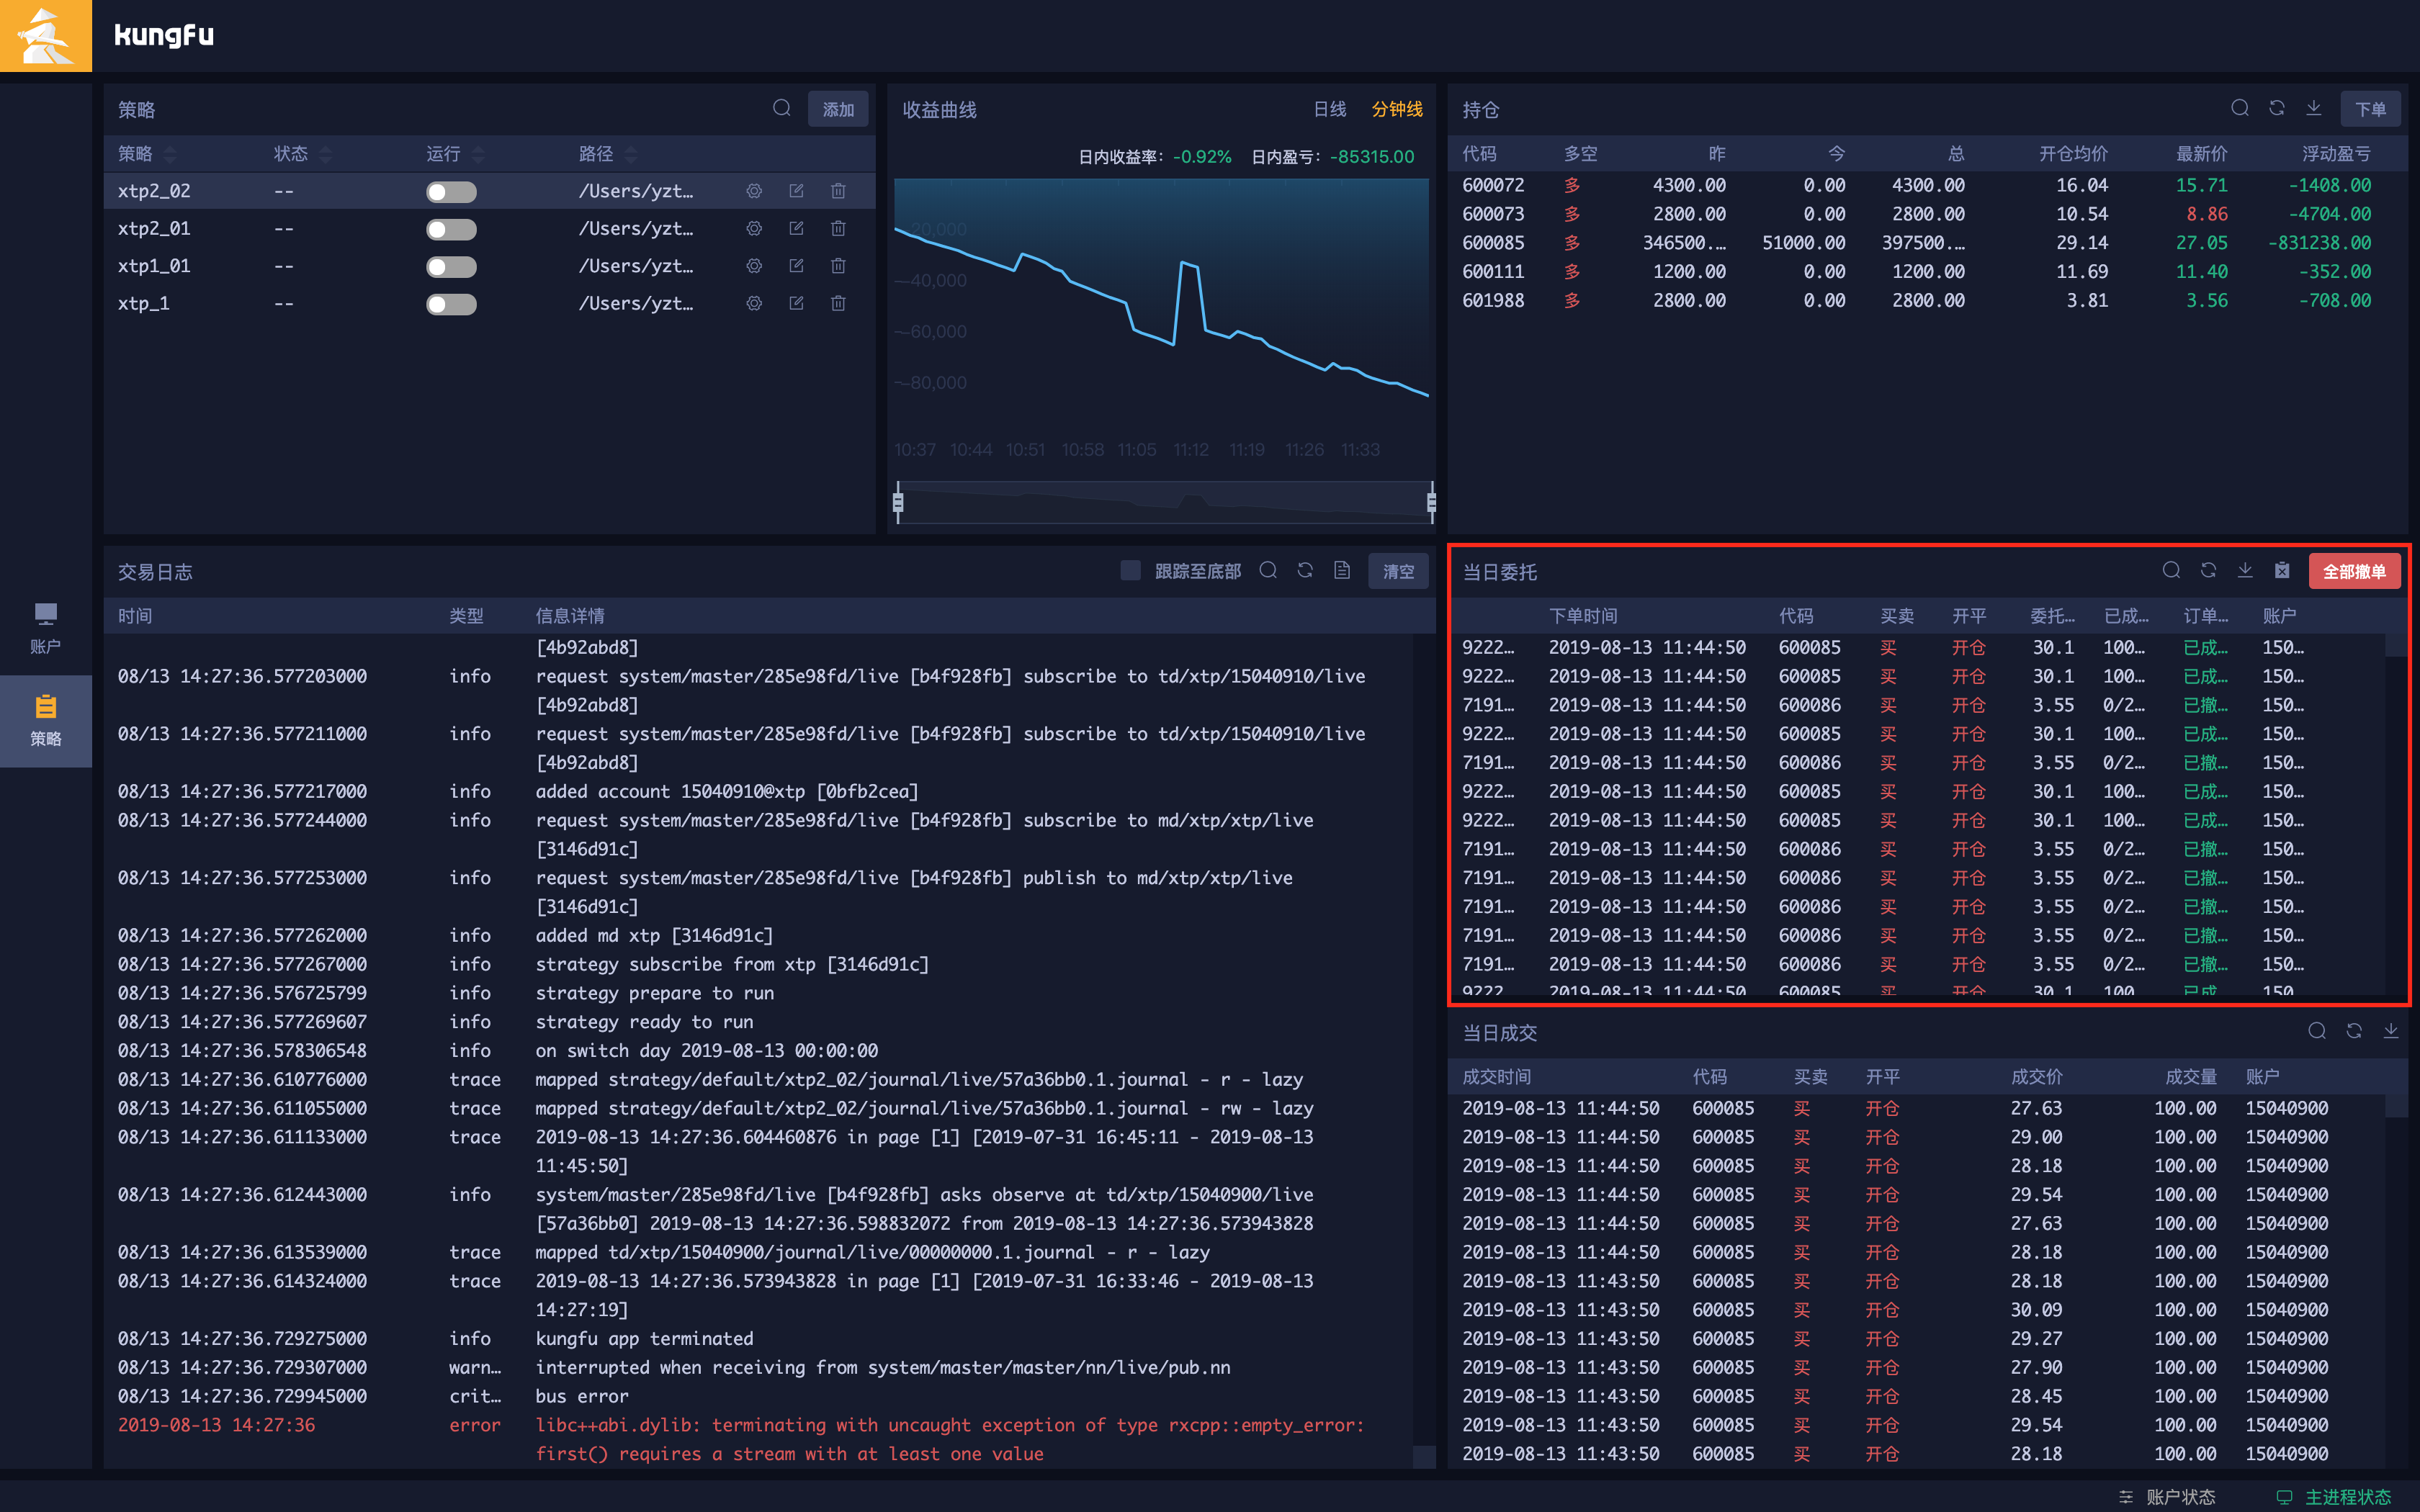 kungfu
策略 添加
策略 状态 运行 路径
xtp2_02 -- /Users/yzt...
xtp2_01 -- /Users/yzt...
xtp1_01 -- /Users/yzt...
xtp_1 -- /Users/yzt...
收益曲线 日线 分钟线
日内收益率: -0.92% 日内盈亏: -85315.00
-20,000
-40,000
-60,000
-80,000
10:37 10:44 10:51 10:58 11:05 11:12 11:19 11:26 11:33
持仓 下单
代码 多空 昨 今 总 开仓均价 最新价 浮动盈亏
600072 多 4300.00 0.00 4300.00 16.04 15.71 -1408.00
600073 多 2800.00 0.00 2800.00 10.54 8.86 -4704.00
600085 多 346500.… 51000.00 397500.… 29.14 27.05 -831238.00
600111 多 1200.00 0.00 1200.00 11.69 11.40 -352.00
601988 多 2800.00 0.00 2800.00 3.81 3.56 -708.00
账户
策略
交易日志 跟踪至底部 清空
时间 类型 信息详情
[4b92abd8]
08/13 14:27:36.577203000 info request system/master/285e98fd/live [b4f928fb] subscribe to td/xtp/15040910/live
[4b92abd8]
08/13 14:27:36.577211000 info request system/master/285e98fd/live [b4f928fb] subscribe to td/xtp/15040910/live
[4b92abd8]
08/13 14:27:36.577217000 info added account 15040910@xtp [0bfb2cea]
08/13 14:27:36.577244000 info request system/master/285e98fd/live [b4f928fb] subscribe to md/xtp/xtp/live
[3146d91c]
08/13 14:27:36.577253000 info request system/master/285e98fd/live [b4f928fb] publish to md/xtp/xtp/live
[3146d91c]
08/13 14:27:36.577262000 info added md xtp [3146d91c]
08/13 14:27:36.577267000 info strategy subscribe from xtp [3146d91c]
08/13 14:27:36.576725799 info strategy prepare to run
08/13 14:27:36.577269607 info strategy ready to run
08/13 14:27:36.578306548 info on switch day 2019-08-13 00:00:00
08/13 14:27:36.610776000 trace mapped strategy/default/xtp2_02/journal/live/57a36bb0.1.journal - r - lazy
08/13 14:27:36.611055000 trace mapped strategy/default/xtp2_02/journal/live/57a36bb0.1.journal - rw - lazy
08/13 14:27:36.611133000 trace 2019-08-13 14:27:36.604460876 in page [1] [2019-07-31 16:45:11 - 2019-08-13
11:45:50]
08/13 14:27:36.612443000 info system/master/285e98fd/live [b4f928fb] asks observe at td/xtp/15040900/live
[57a36bb0] 2019-08-13 14:27:36.598832072 from 2019-08-13 14:27:36.573943828
08/13 14:27:36.613539000 trace mapped td/xtp/15040900/journal/live/00000000.1.journal - r - lazy
08/13 14:27:36.614324000 trace 2019-08-13 14:27:36.573943828 in page [1] [2019-07-31 16:33:46 - 2019-08-13
14:27:19]
08/13 14:27:36.729275000 info kungfu app terminated
08/13 14:27:36.729307000 warn… interrupted when receiving from system/master/master/nn/live/pub.nn
08/13 14:27:36.729945000 crit… bus error
2019-08-13 14:27:36 error libc++abi.dylib: terminating with uncaught exception of type rxcpp::empty_error:
first() requires a stream with at least one value
当日委托 全部撤单
下单时间 代码 买卖 开平 委托… 已成… 订单… 账户
9222… 2019-08-13 11:44:50 600085 买 开仓 30.1 100… 已成… 150…
9222… 2019-08-13 11:44:50 600085 买 开仓 30.1 100… 已成… 150…
7191… 2019-08-13 11:44:50 600086 买 开仓 3.55 0/2… 已撤… 150…
9222… 2019-08-13 11:44:50 600085 买 开仓 30.1 100… 已成… 150…
7191… 2019-08-13 11:44:50 600086 买 开仓 3.55 0/2… 已撤… 150…
9222… 2019-08-13 11:44:50 600085 买 开仓 30.1 100… 已成… 150…
9222… 2019-08-13 11:44:50 600085 买 开仓 30.1 100… 已成… 150…
7191… 2019-08-13 11:44:50 600086 买 开仓 3.55 0/2… 已撤… 150…
7191… 2019-08-13 11:44:50 600086 买 开仓 3.55 0/2… 已撤… 150…
7191… 2019-08-13 11:44:50 600086 买 开仓 3.55 0/2… 已撤… 150…
7191… 2019-08-13 11:44:50 600086 买 开仓 3.55 0/2… 已撤… 150…
7191… 2019-08-13 11:44:50 600086 买 开仓 3.55 0/2… 已撤… 150…
9222 2019-08-13 11:44:50 600085 买 开仓 30.1 100 已成 150
当日成交
成交时间 代码 买卖 开平 成交价 成交量 账户
2019-08-13 11:44:50 600085 买 开仓 27.63 100.00 15040900
2019-08-13 11:44:50 600085 买 开仓 29.00 100.00 15040900
2019-08-13 11:44:50 600085 买 开仓 28.18 100.00 15040900
2019-08-13 11:44:50 600085 买 开仓 29.54 100.00 15040900
2019-08-13 11:44:50 600085 买 开仓 27.63 100.00 15040900
2019-08-13 11:44:50 600085 买 开仓 28.18 100.00 15040900
2019-08-13 11:43:50 600085 买 开仓 28.18 100.00 15040900
2019-08-13 11:43:50 600085 买 开仓 30.09 100.00 15040900
2019-08-13 11:43:50 600085 买 开仓 29.27 100.00 15040900
2019-08-13 11:43:50 600085 买 开仓 27.90 100.00 15040900
2019-08-13 11:43:50 600085 买 开仓 28.45 100.00 15040900
2019-08-13 11:43:50 600085 买 开仓 29.54 100.00 15040900
2019-08-13 11:43:50 600085 买 开仓 28.18 100.00 15040900
账户状态 主进程状态